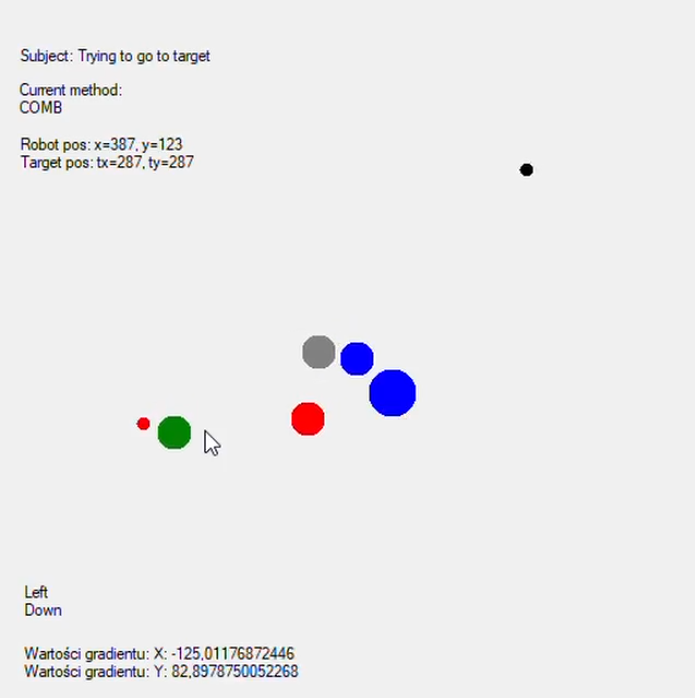 Subject: Trying to go to target
Current method:
COMB
Robot pos: x=387, y=123
Target pos: tx=287, ty=287
Left
Down
Wartości gradientu: X: -125,01176872446
Wartości gradientu: Y: 82,8978750052268